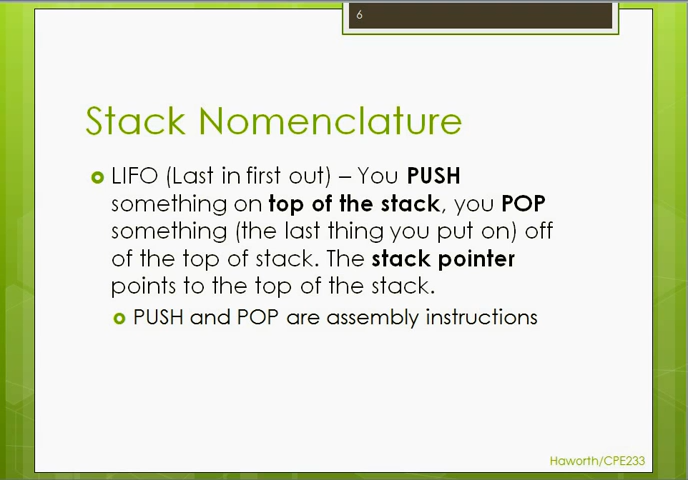 6
Stack Nomenclature
LIFO (Last in first out) – You PUSH
something on top of the stack, you POP
something (the last thing you put on) off
of the top of stack. The stack pointer
points to the top of the stack.
PUSH and POP are assembly instructions
Haworth/CPE233